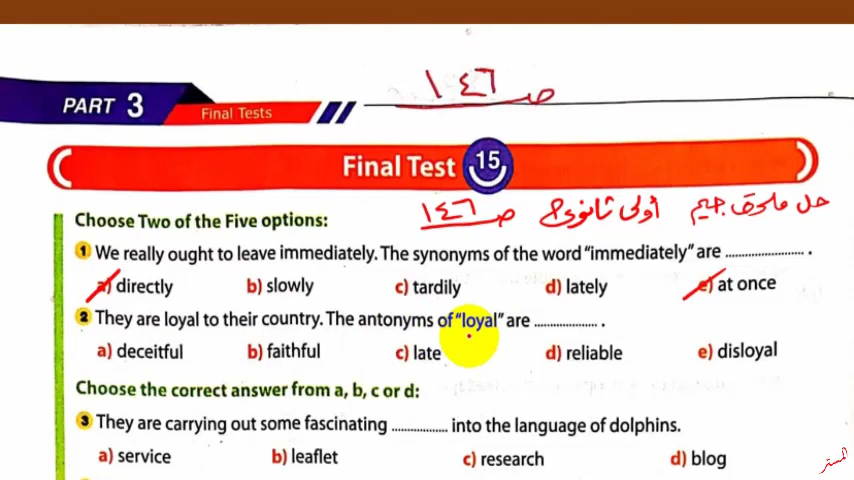 ص ١٤٦
PART 3
Final Tests
Final Test 15
حل ملحق جيم أولى ثانوى ص ١٤٦
Choose Two of the Five options:
1 We really ought to leave immediately. The synonyms of the word "immediately" are .................... .
a) directly b) slowly c) tardily d) lately e) at once
2 They are loyal to their country. The antonyms of "loyal" are ................ .
a) deceitful b) faithful c) late d) reliable e) disloyal
Choose the correct answer from a, b, c or d:
3 They are carrying out some fascinating .............. into the language of dolphins.
a) service b) leaflet c) research d) blog
المستر